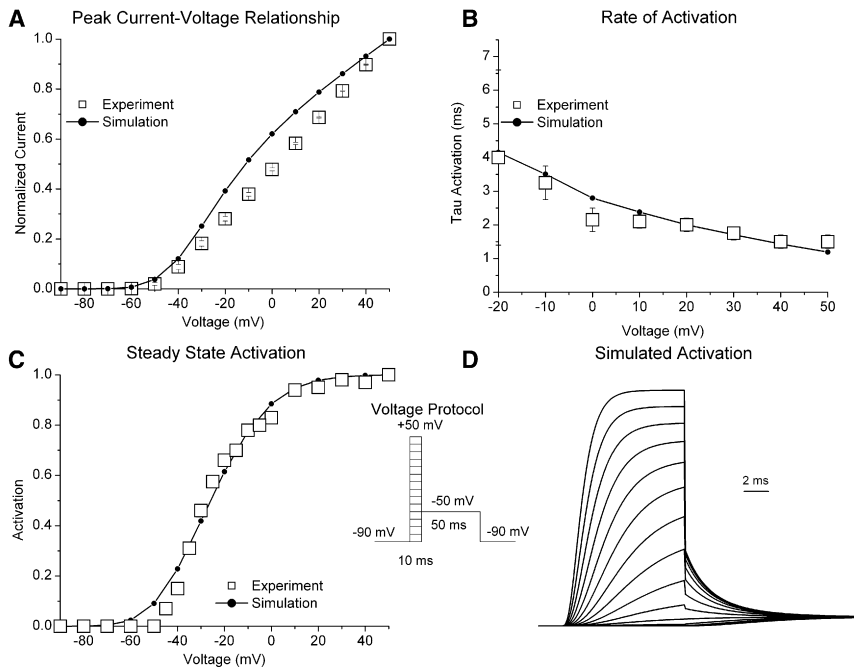 A
Peak Current-Voltage Relationship
1.0
0.8
0.6
0.4
0.2
0.0
Normalized Current
Experiment
Simulation
-80 -60 -40 -20 0 20 40
Voltage (mV)
B
Rate of Activation
7
6
5
4
3
2
1
0
Tau Activation (ms)
Experiment
Simulation
-20 -10 0 10 20 30 40 50
Voltage (mV)
C
Steady State Activation
1.0
0.8
0.6
0.4
0.2
0.0
Activation
Experiment
Simulation
-80 -60 -40 -20 0 20 40
Voltage (mV)
Voltage Protocol
+50 mV
-50 mV
-90 mV
50 ms
-90 mV
10 ms
D
Simulated Activation
2 ms